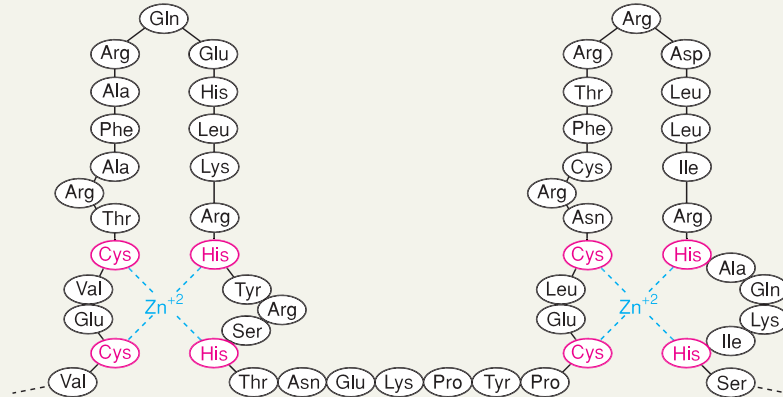 Gln Arg
Arg Glu Arg Asp
Ala His Thr Leu
Phe Leu Phe Leu
Ala Lys Cys Ile
Arg Arg
Thr Arg Asn Arg
Cys His Cys His
Ala
Val Tyr Leu Gln
Zn+2 Arg Zn+2
Glu Ser Glu Lys
Ile
Cys His Cys His
Val Thr Asn Glu Lys Pro Tyr Pro Ser